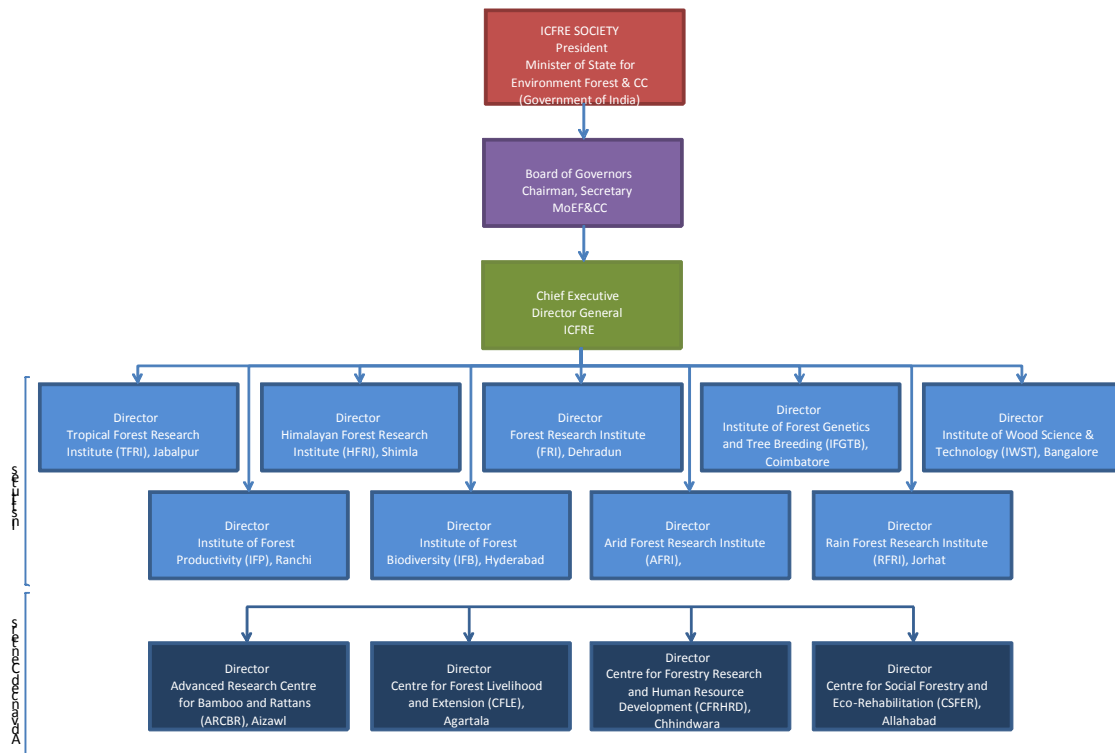 ICFRE SOCIETY
President
Minister of State for
Environment Forest & CC
(Government of India)
Board of Governors
Chairman, Secretary
MoEF&CC
Chief Executive
Director General
ICFRE
Director
Tropical Forest Research
Institute (TFRI), Jabalpur
Director
Himalayan Forest Research
Institute (HFRI), Shimla
Director
Forest Research Institute
(FRI), Dehradun
Director
Institute of Forest Genetics
and Tree Breeding (IFGTB),
Coimbatore
Director
Institute of Wood Science &
Technology (IWST), Bangalore
Director
Institute of Forest
Productivity (IFP), Ranchi
Director
Institute of Forest
Biodiversity (IFB), Hyderabad
Director
Arid Forest Research Institute
(AFRI),
Director
Rain Forest Research Institute
(RFRI), Jorhat
Director
Advanced Research Centre
for Bamboo and Rattans
(ARCBR), Aizawl
Director
Centre for Forest Livelihood
and Extension (CFLE),
Agartala
Director
Centre for Forestry Research
and Human Resource
Development (CFRHRD),
Chhindwara
Director
Centre for Social Forestry and
Eco-Rehabilitation (CSFER),
Allahabad